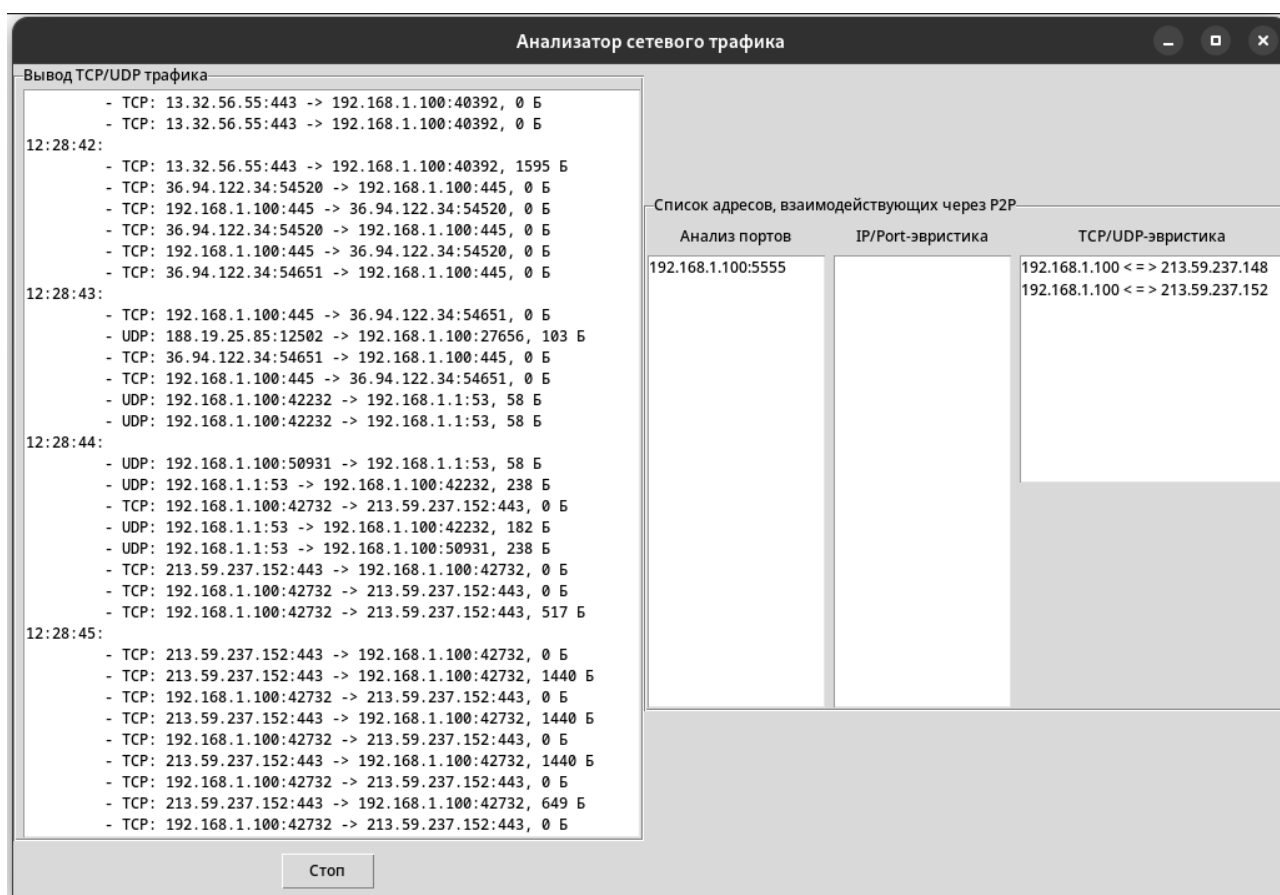 Анализатор сетевого трафика
Вывод TCP/UDP трафика
- TCP: 13.32.56.55:443 -> 192.168.1.100:40392, 0 Б
- TCP: 13.32.56.55:443 -> 192.168.1.100:40392, 0 Б
12:28:42:
- TCP: 13.32.56.55:443 -> 192.168.1.100:40392, 1595 Б
- TCP: 36.94.122.34:54520 -> 192.168.1.100:445, 0 Б
- TCP: 192.168.1.100:445 -> 36.94.122.34:54520, 0 Б
- TCP: 36.94.122.34:54520 -> 192.168.1.100:445, 0 Б
- TCP: 192.168.1.100:445 -> 36.94.122.34:54520, 0 Б
- TCP: 36.94.122.34:54651 -> 192.168.1.100:445, 0 Б
12:28:43:
- TCP: 192.168.1.100:445 -> 36.94.122.34:54651, 0 Б
- UDP: 188.19.25.85:12502 -> 192.168.1.100:27656, 103 Б
- TCP: 36.94.122.34:54651 -> 192.168.1.100:445, 0 Б
- TCP: 192.168.1.100:445 -> 36.94.122.34:54651, 0 Б
- UDP: 192.168.1.100:42232 -> 192.168.1.1:53, 58 Б
- UDP: 192.168.1.100:42232 -> 192.168.1.1:53, 58 Б
12:28:44:
- UDP: 192.168.1.100:50931 -> 192.168.1.1:53, 58 Б
- UDP: 192.168.1.1:53 -> 192.168.1.100:42232, 238 Б
- TCP: 192.168.1.100:42732 -> 213.59.237.152:443, 0 Б
- UDP: 192.168.1.1:53 -> 192.168.1.100:42232, 182 Б
- UDP: 192.168.1.1:53 -> 192.168.1.100:50931, 238 Б
- TCP: 213.59.237.152:443 -> 192.168.1.100:42732, 0 Б
- TCP: 192.168.1.100:42732 -> 213.59.237.152:443, 0 Б
- TCP: 192.168.1.100:42732 -> 213.59.237.152:443, 517 Б
12:28:45:
- TCP: 213.59.237.152:443 -> 192.168.1.100:42732, 0 Б
- TCP: 213.59.237.152:443 -> 192.168.1.100:42732, 1440 Б
- TCP: 192.168.1.100:42732 -> 213.59.237.152:443, 0 Б
- TCP: 213.59.237.152:443 -> 192.168.1.100:42732, 1440 Б
- TCP: 192.168.1.100:42732 -> 213.59.237.152:443, 0 Б
- TCP: 213.59.237.152:443 -> 192.168.1.100:42732, 1440 Б
- TCP: 192.168.1.100:42732 -> 213.59.237.152:443, 0 Б
- TCP: 213.59.237.152:443 -> 192.168.1.100:42732, 649 Б
- TCP: 192.168.1.100:42732 -> 213.59.237.152:443, 0 Б
Стоп
Список адресов, взаимодействующих через P2P
Анализ портов
192.168.1.100:5555
IP/Port-эвристика
TCP/UDP-эвристика
192.168.1.100 < = > 213.59.237.148
192.168.1.100 < = > 213.59.237.152